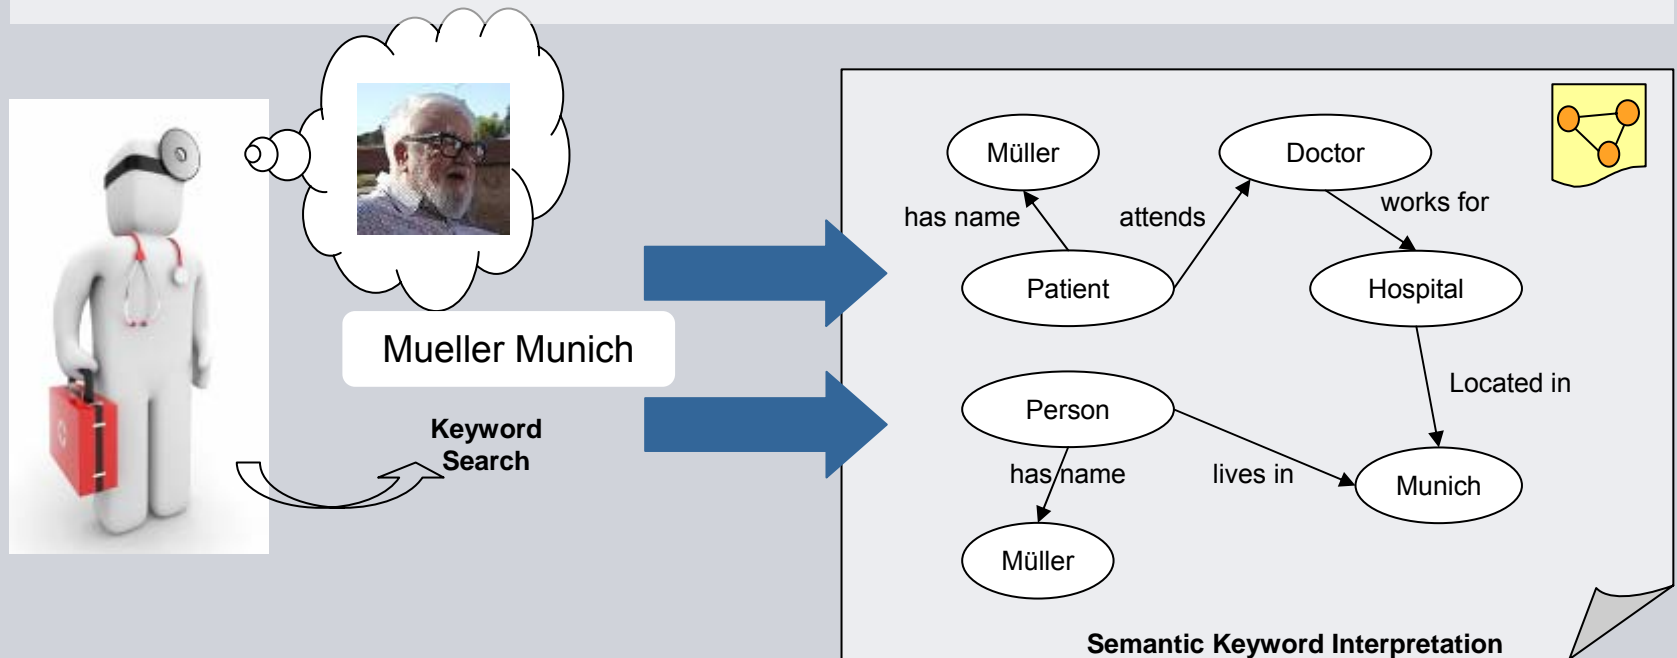 Mueller Munich
Keyword
Search
Müller
Doctor
has name
attends
works for
Patient
Hospital
Located in
Person
has name
lives in
Munich
Müller
Semantic Keyword Interpretation